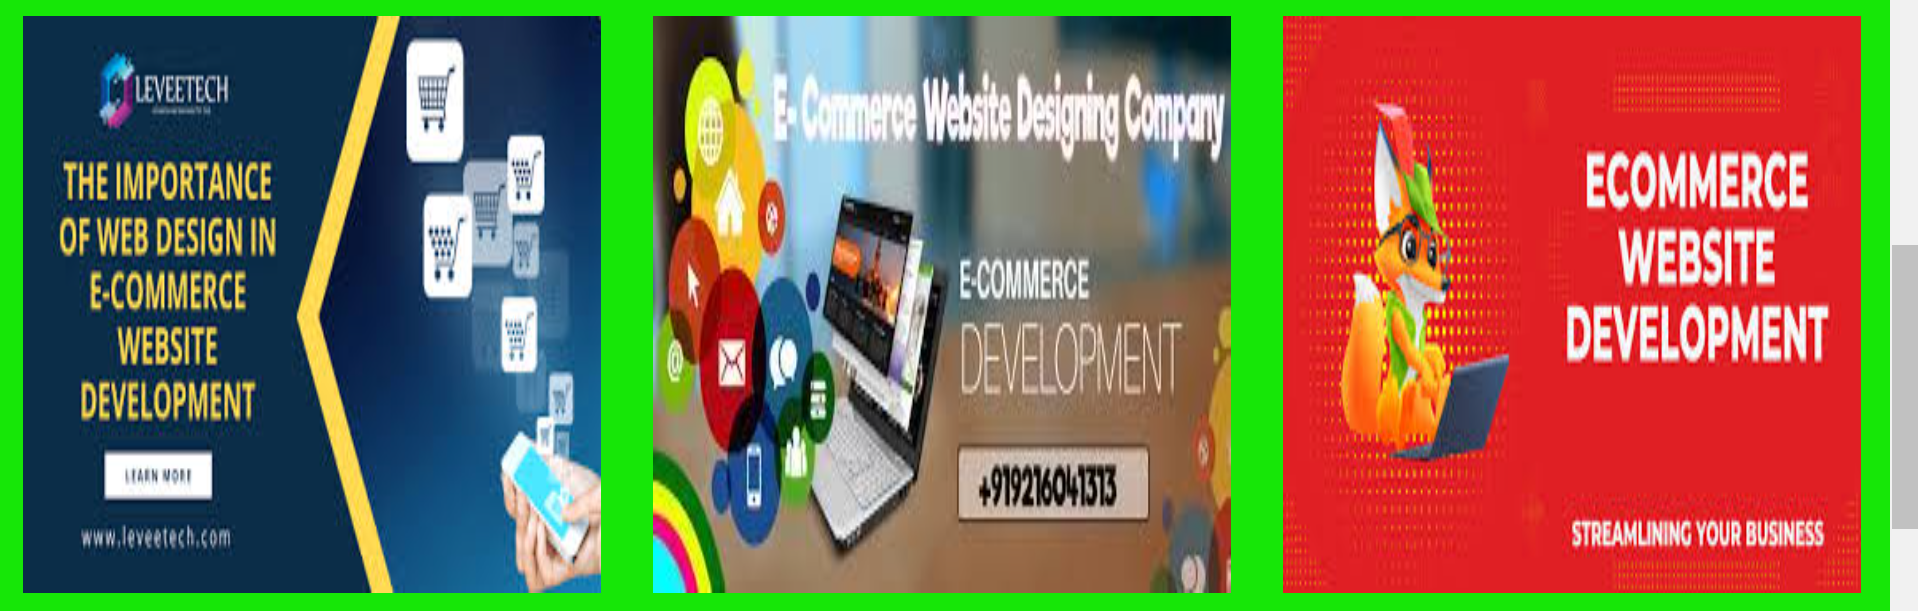 LEVEETECH
THE IMPORTANCE
OF WEB DESIGN IN
E-COMMERCE
WEBSITE
DEVELOPMENT
LEARN MORE
www.leveetech.com
E- Commerce Website Designing Company
E-COMMERCE
DEVELOPMENT
+919216041313
ECOMMERCE
WEBSITE
DEVELOPMENT
STREAMLINING YOUR BUSINESS